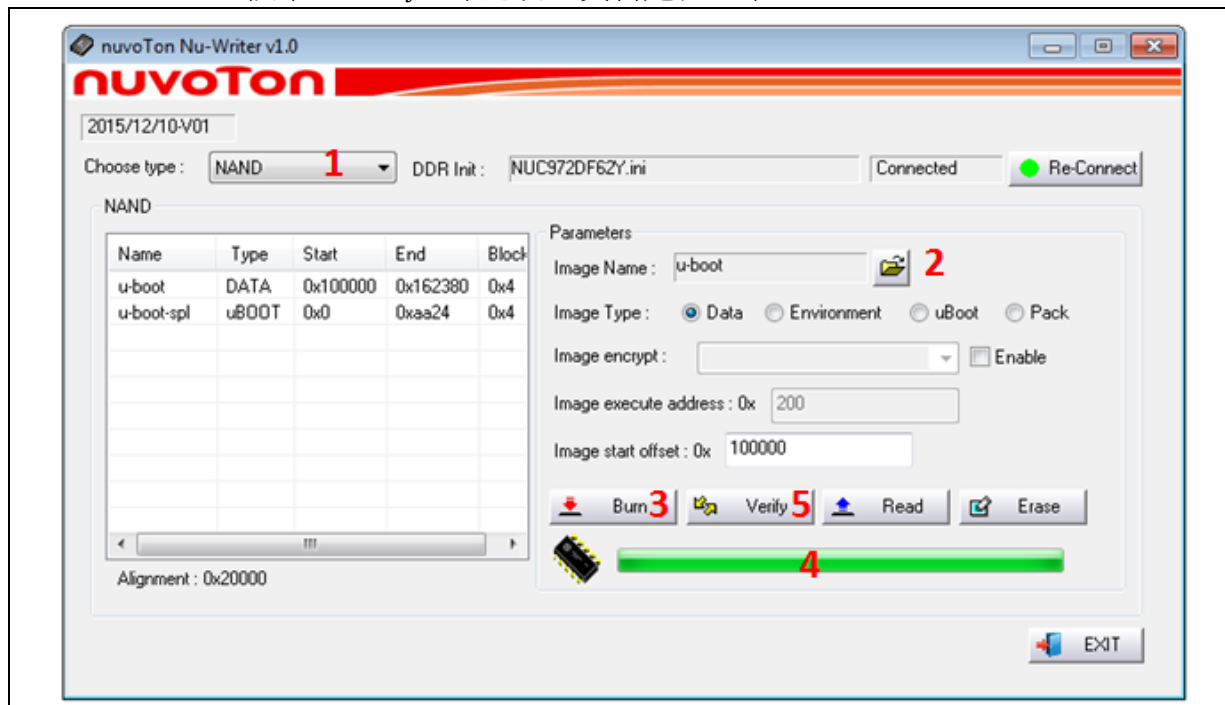 nuvoTon Nu-Writer v1.0
nuvoTon
2015/12/10-V01
Choose type : NAND 1 DDR Init : NUC972DF62Y.ini Connected Re-Connect
NAND
Name Type Start End Block
u-boot DATA 0x100000 0x162380 0x4
u-boot-spl uBOOT 0x0 0xaa24 0x4
Alignment : 0x20000
Parameters
Image Name : u-boot 2
Image Type : Data Environment uBoot Pack
Image encrypt : Enable
Image execute address : 0x 200
Image start offset : 0x 100000
Burn 3 Verify 5 Read Erase
4
EXIT